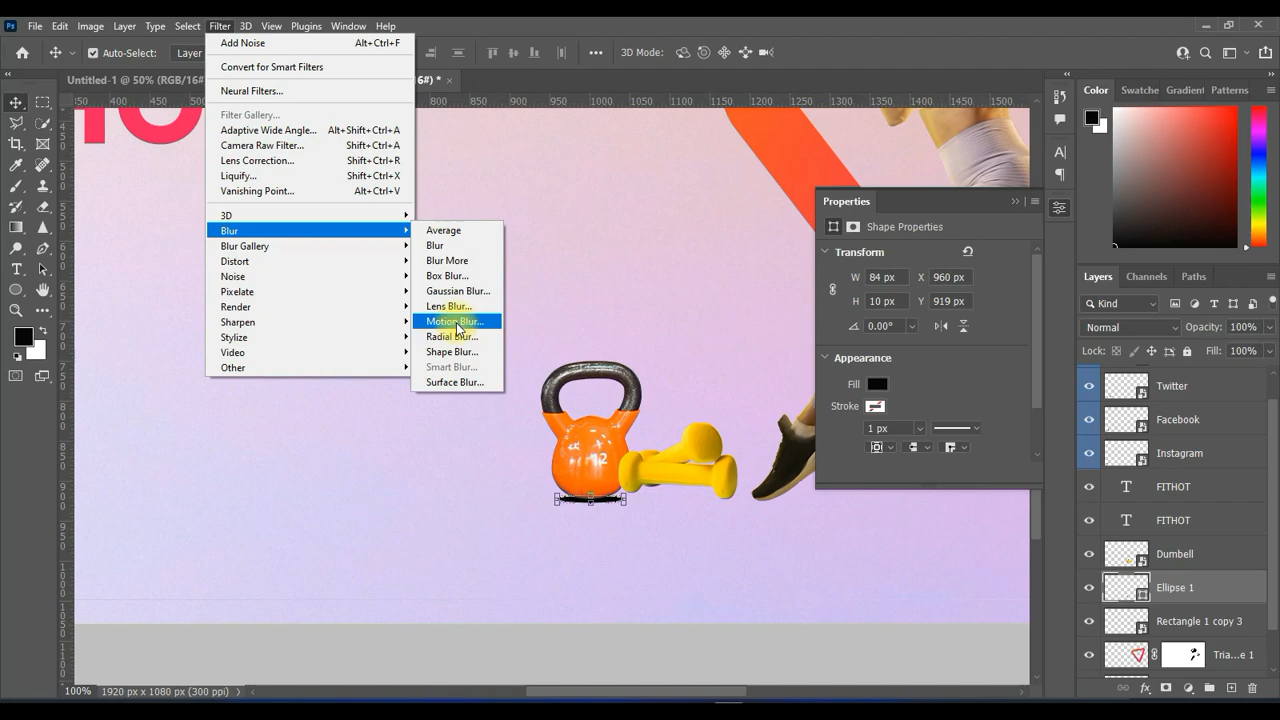 Ps File Edit Image Layer Type Select Filter 3D View Plugins Window Help
Auto-Select: Layer 3D Mode:
Untitled-1 @ 50% (RGB/16# 6#) *
Add Noise Alt+Ctrl+F
Convert for Smart Filters
Neural Filters...
Filter Gallery...
Adaptive Wide Angle... Alt+Shift+Ctrl+A
Camera Raw Filter... Shift+Ctrl+A
Lens Correction... Shift+Ctrl+R
Liquify... Shift+Ctrl+X
Vanishing Point... Alt+Ctrl+V
3D
Blur
Blur Gallery
Distort
Noise
Pixelate
Render
Sharpen
Stylize
Video
Other
Average
Blur
Blur More
Box Blur...
Gaussian Blur...
Lens Blur...
Motion Blur...
Radial Blur...
Shape Blur...
Smart Blur...
Surface Blur...
350 400 450 500 800 850 900 950 1000 1050 1100 1150 1200 1250 1300 1350 1400 1450 1500
12
Properties
Shape Properties
Transform
W 84 px X 960 px
H 10 px Y 919 px
0.00°
Appearance
Fill
Stroke
1 px
Color Swatche Gradient Patterns
Layers Channels Paths
Kind
Normal Opacity: 100%
Lock: Fill: 100%
Twitter
Facebook
Instagram
T FITHOT
T FITHOT
Dumbell
Ellipse 1
Rectangle 1 copy 3
Tria...e 1
fx
100% 1920 px x 1080 px (300 ppi)